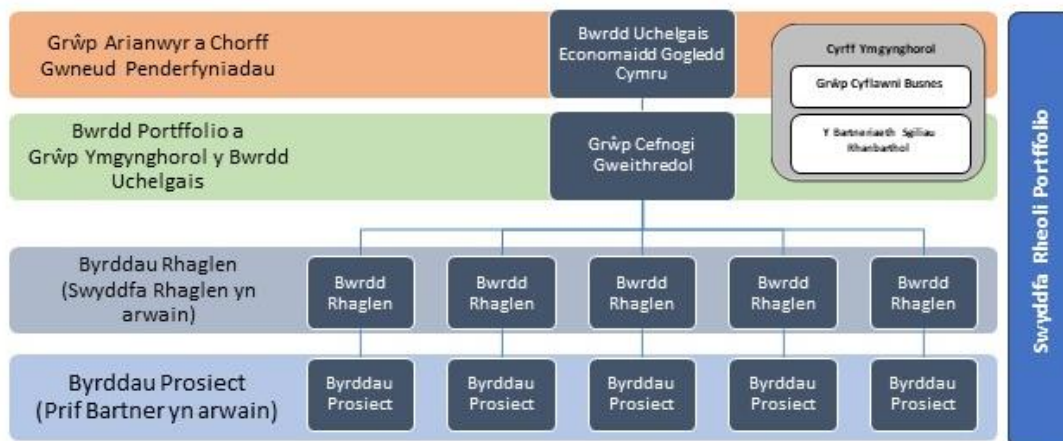 Grŵp Arianwyr a Chorff
Gwneud Penderfyniadau
Bwrdd Uchelgais
Economaidd Gogledd
Cymru
Cyrff Ymgynghorol
Grŵp Cyflawni Busnes
Y Bartneriaeth Sgiliau
Rhanbarthol
Bwrdd Portffolio a
Grŵp Ymgynghorol y Bwrdd
Uchelgais
Grŵp Cefnogi
Gweithredol
Byrddau Rhaglen
(Swyddfa Rhaglen yn
arwain)
Bwrdd
Rhaglen
Bwrdd
Rhaglen
Bwrdd
Rhaglen
Bwrdd
Rhaglen
Bwrdd
Rhaglen
Byrddau Prosiect
(Prif Bartner yn arwain)
Byrddau
Prosiect
Byrddau
Prosiect
Byrddau
Prosiect
Byrddau
Prosiect
Byrddau
Prosiect
Swyddfa Rheoli Portffolio